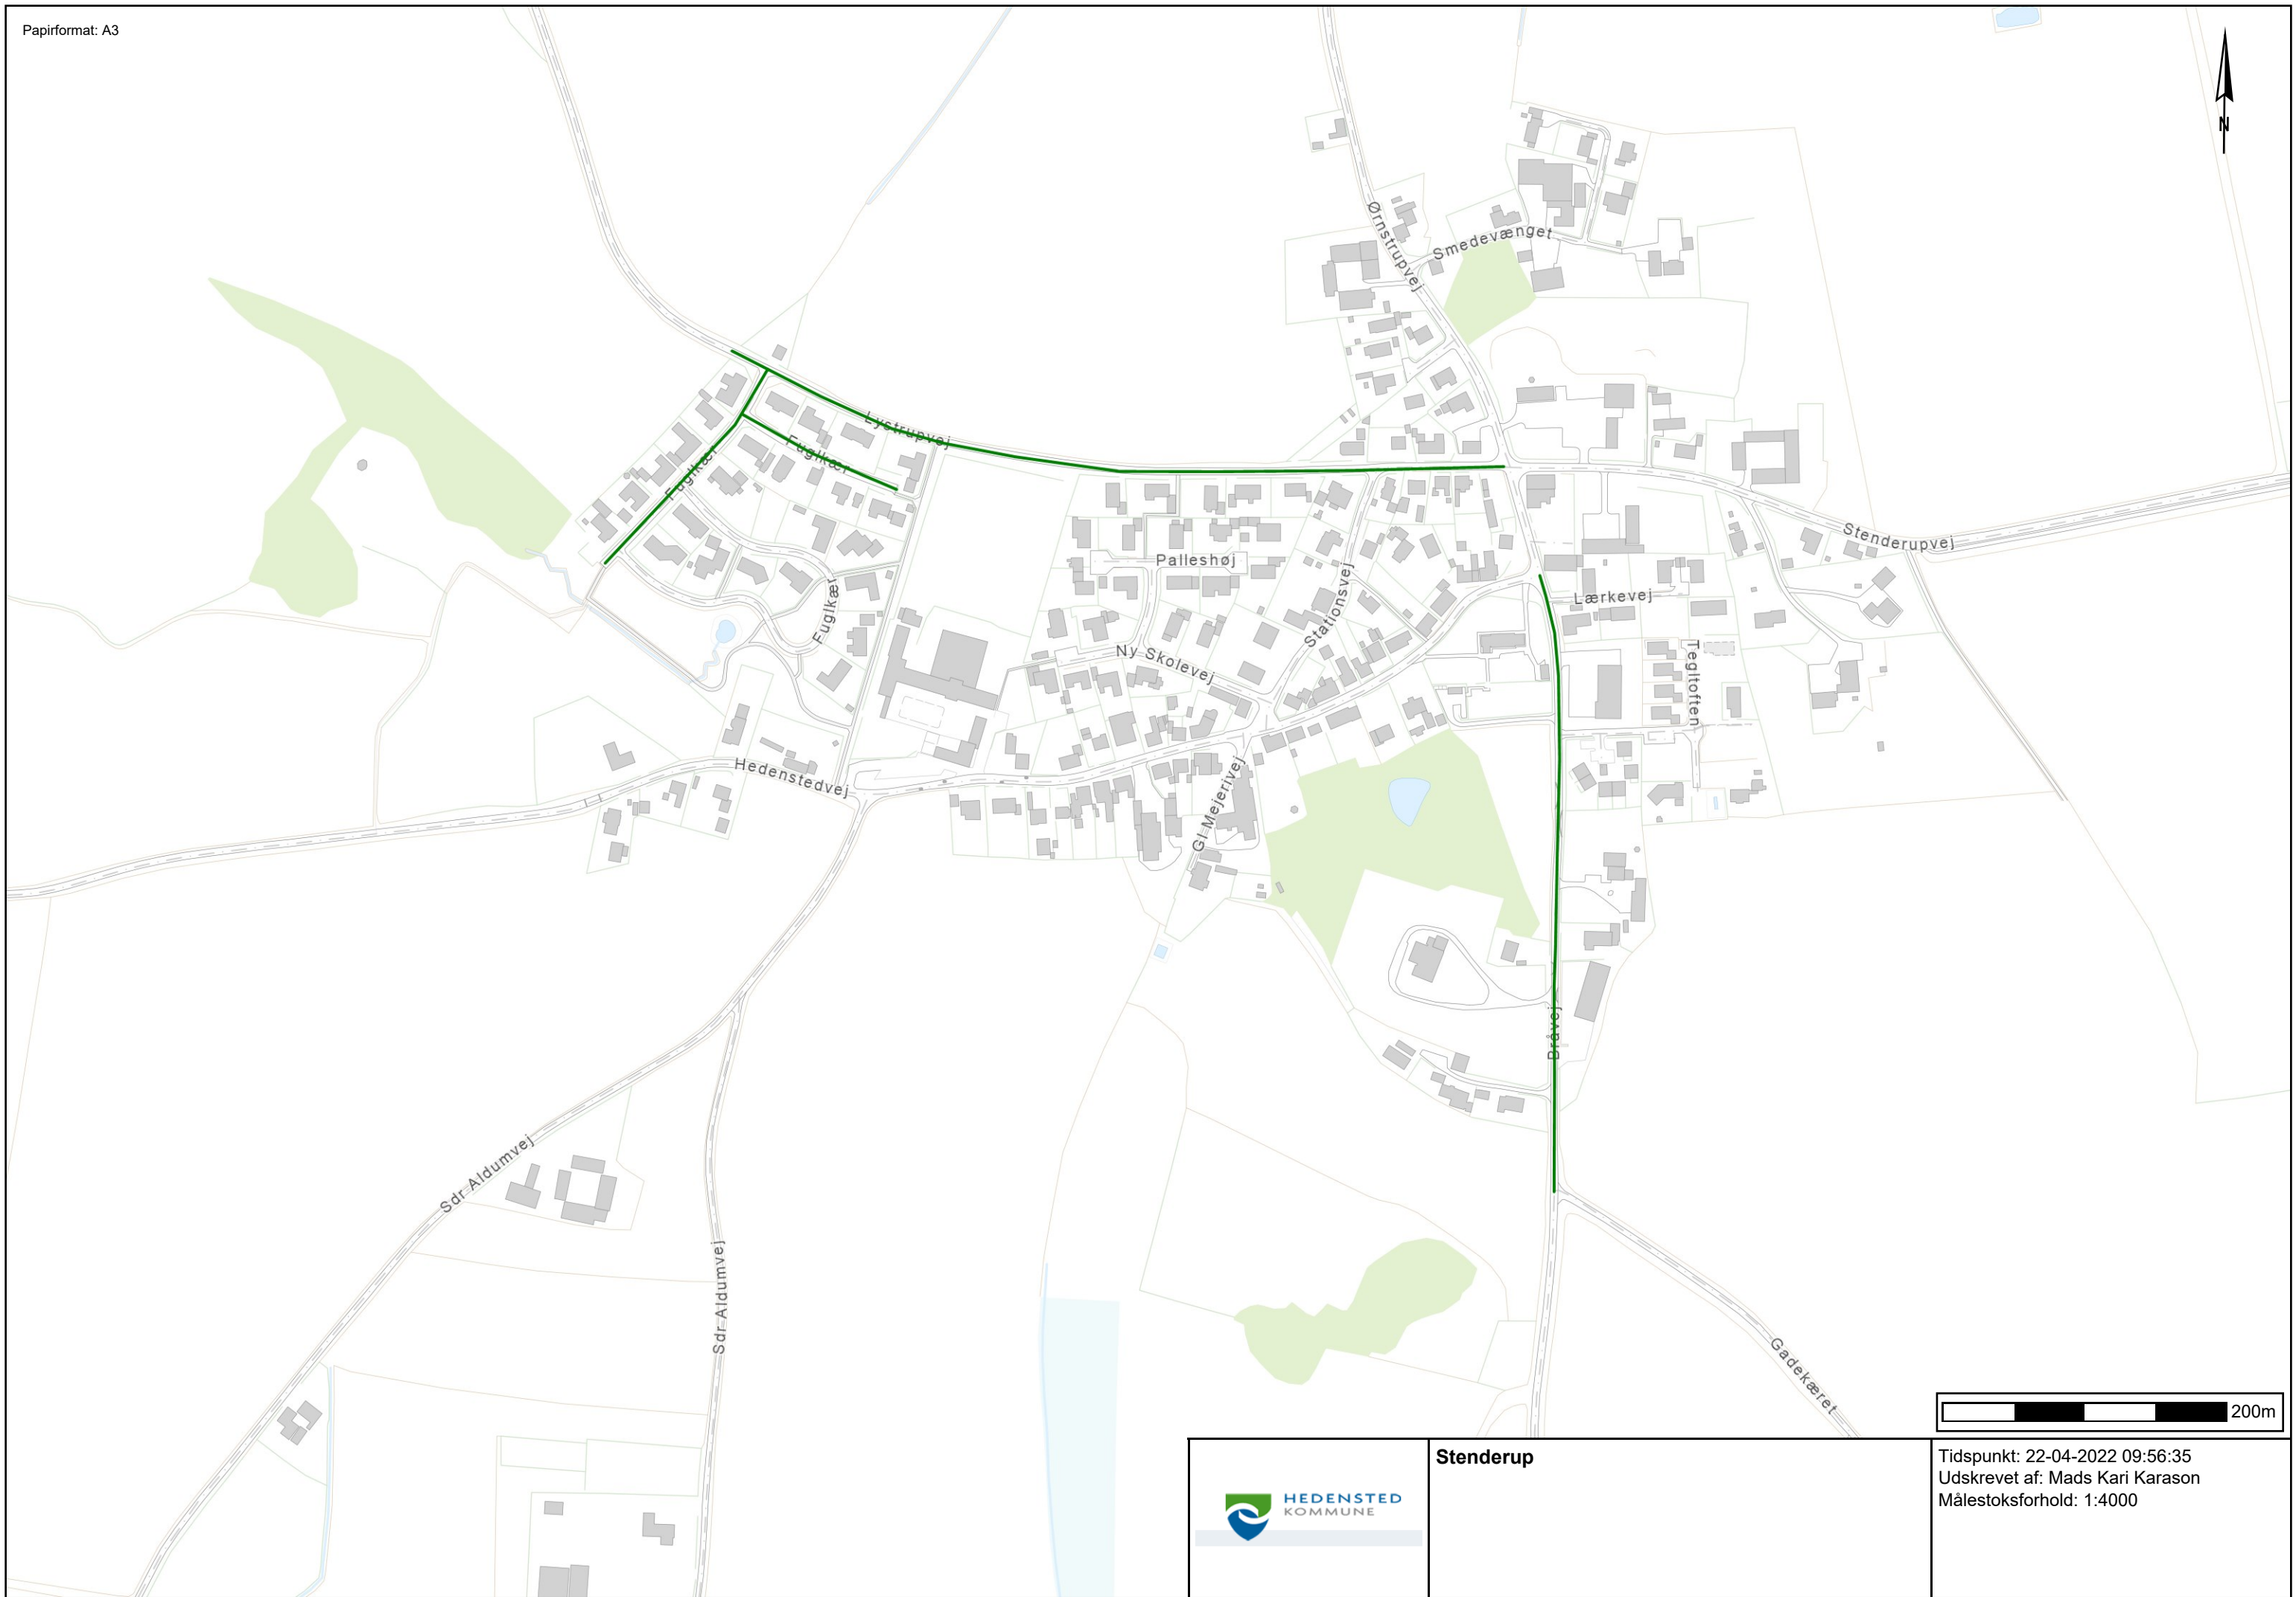 Papirformat: A3
N
Ørnstrupvej
Smedevænget
Lystrupvej
Fuglkær
Fuglkær
Stenderupvej
Palleshøj
Fuglkær
Stationsvej
Lærkevej
Ny Skolevej
Tegltoften
Hedenstedvej
Gl Mejerivej
Bråvej
Sdr Aldumvej
Sdr Aldumvej
Gadekæret
200m
HEDENSTED
KOMMUNE
Stenderup
Tidspunkt: 22-04-2022 09:56:35
Udskrevet af: Mads Kari Karason
Målestoksforhold: 1:4000